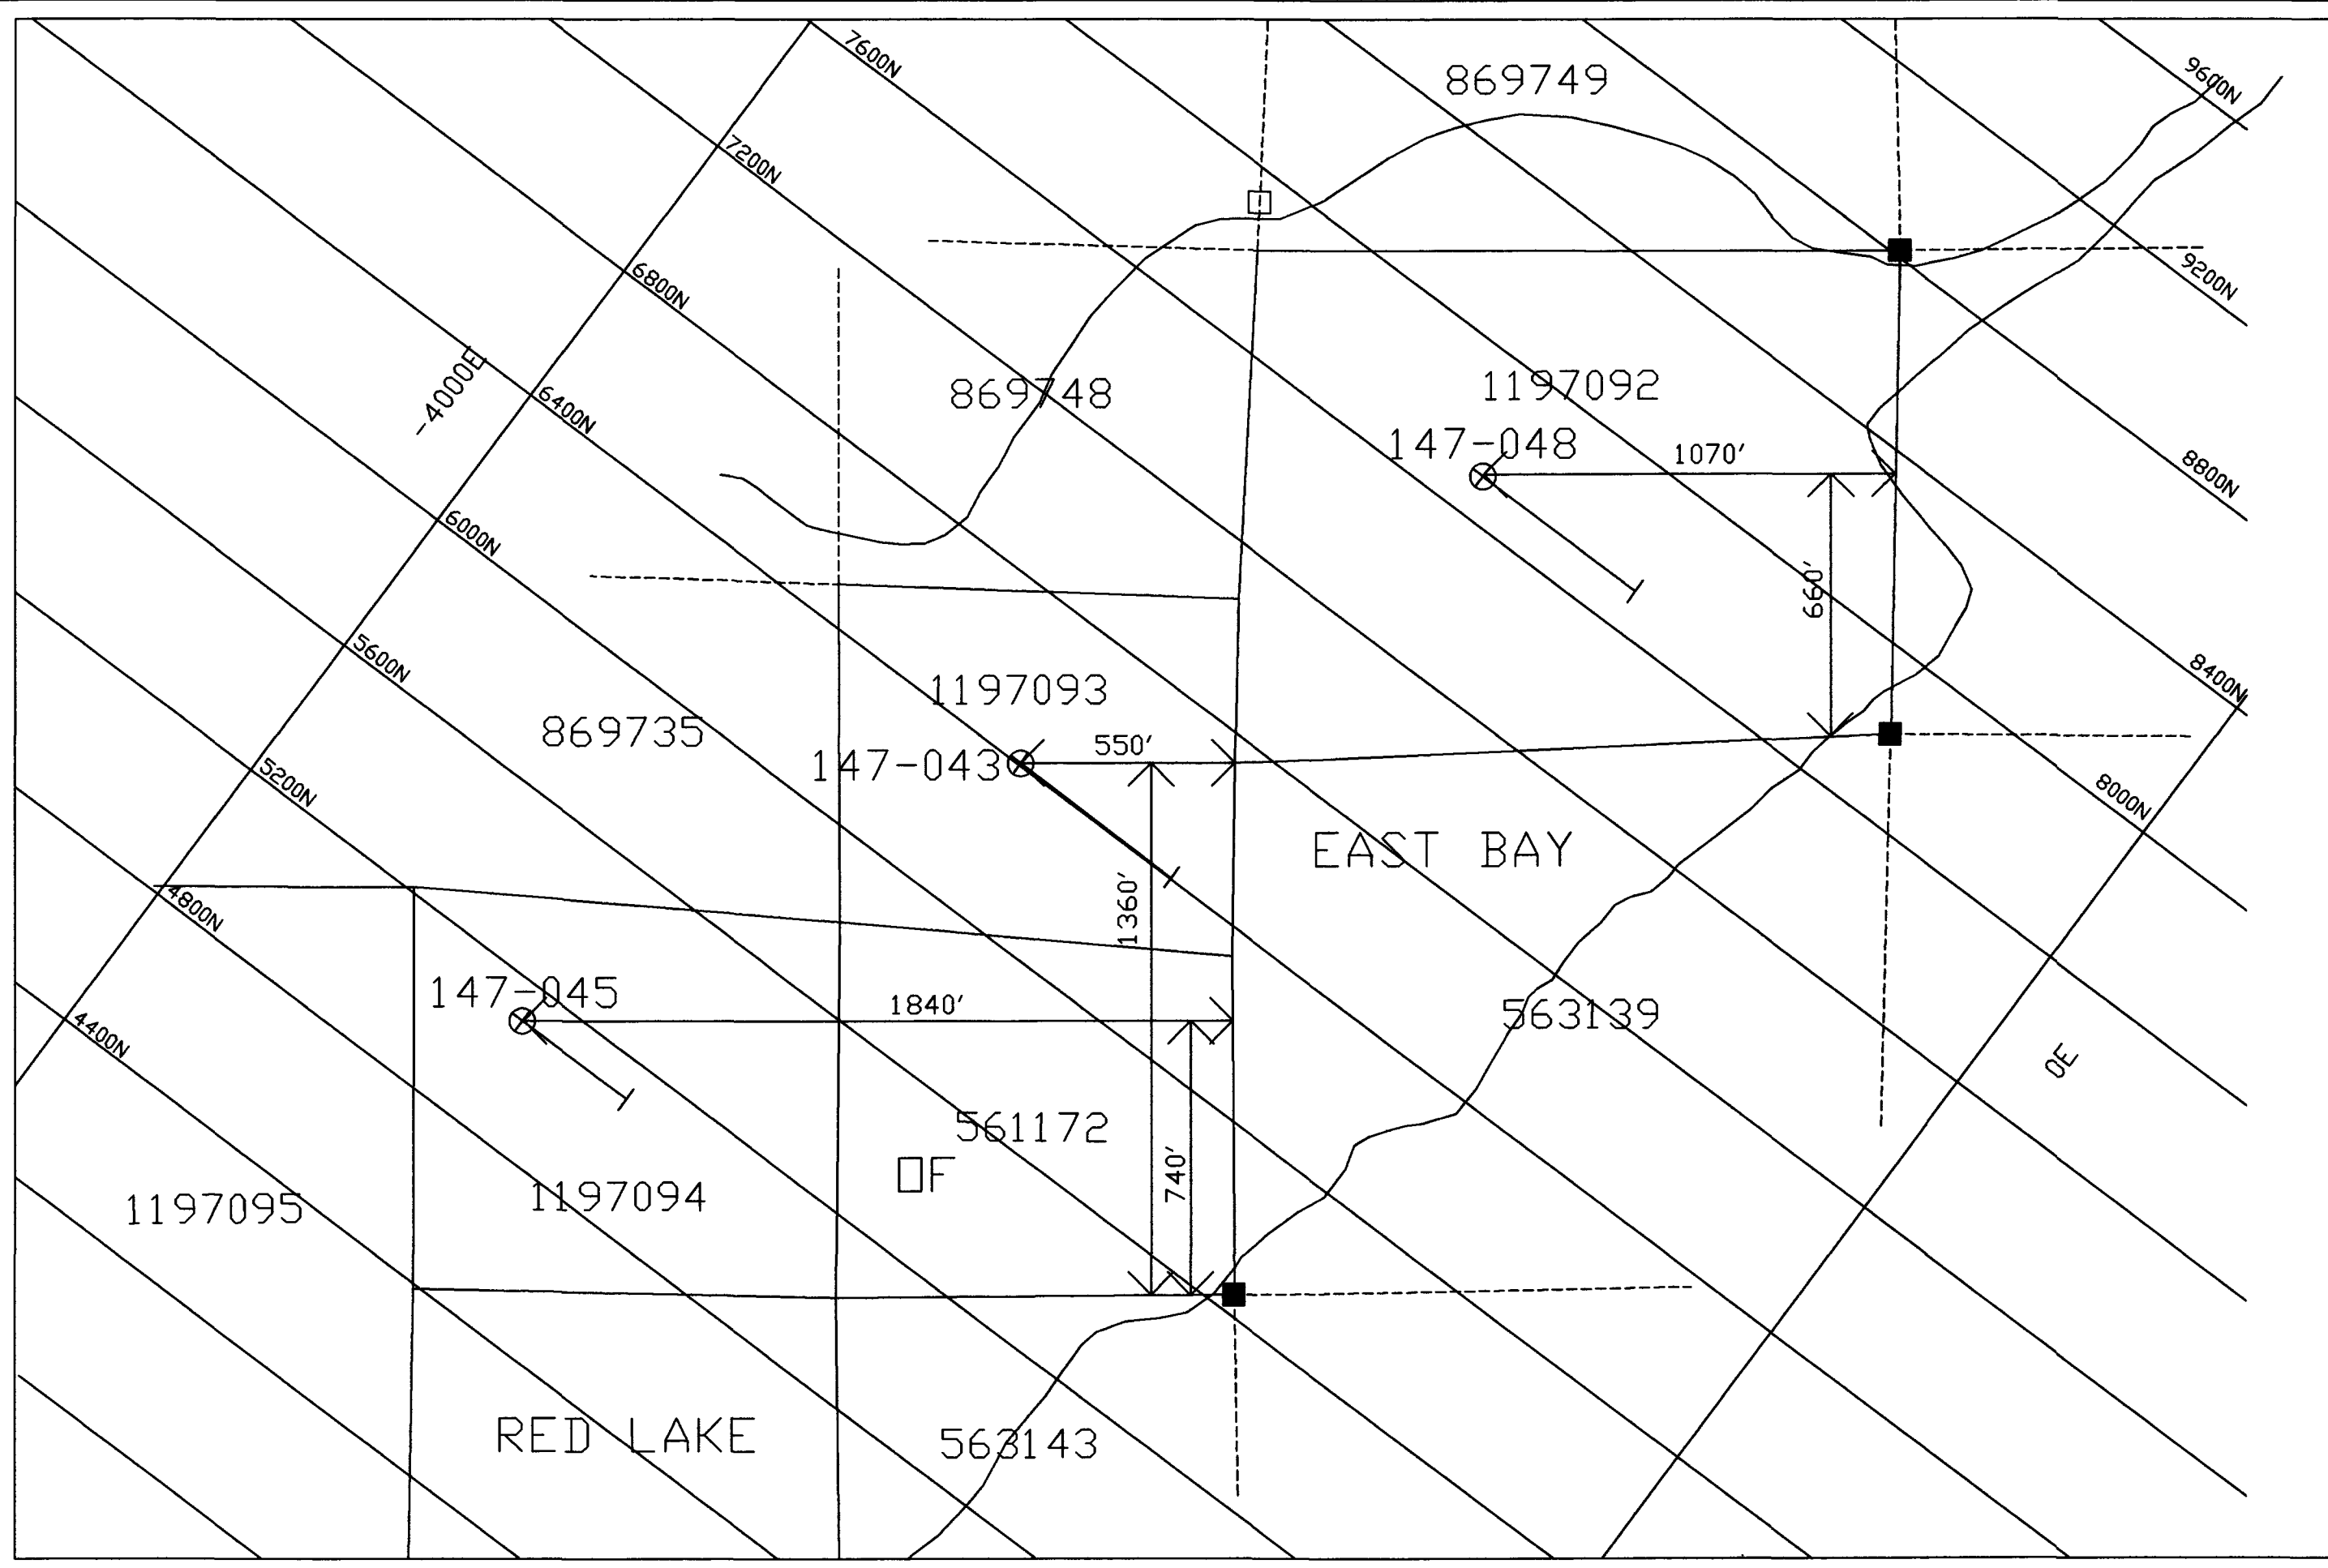 7600N
869749
9600N
7200N
6800N
9200N
-4000E
869748
1197092
6400N
147-048
1070'
8800N
6000N
660'
5600N
1197093
8400N
869735
147-043
550'
5200N
8000N
EAST BAY
4800N
1360'
147-045
1840'
563139
4400N
0E
561172
OF
740'
1197095
1197094
RED LAKE
563143